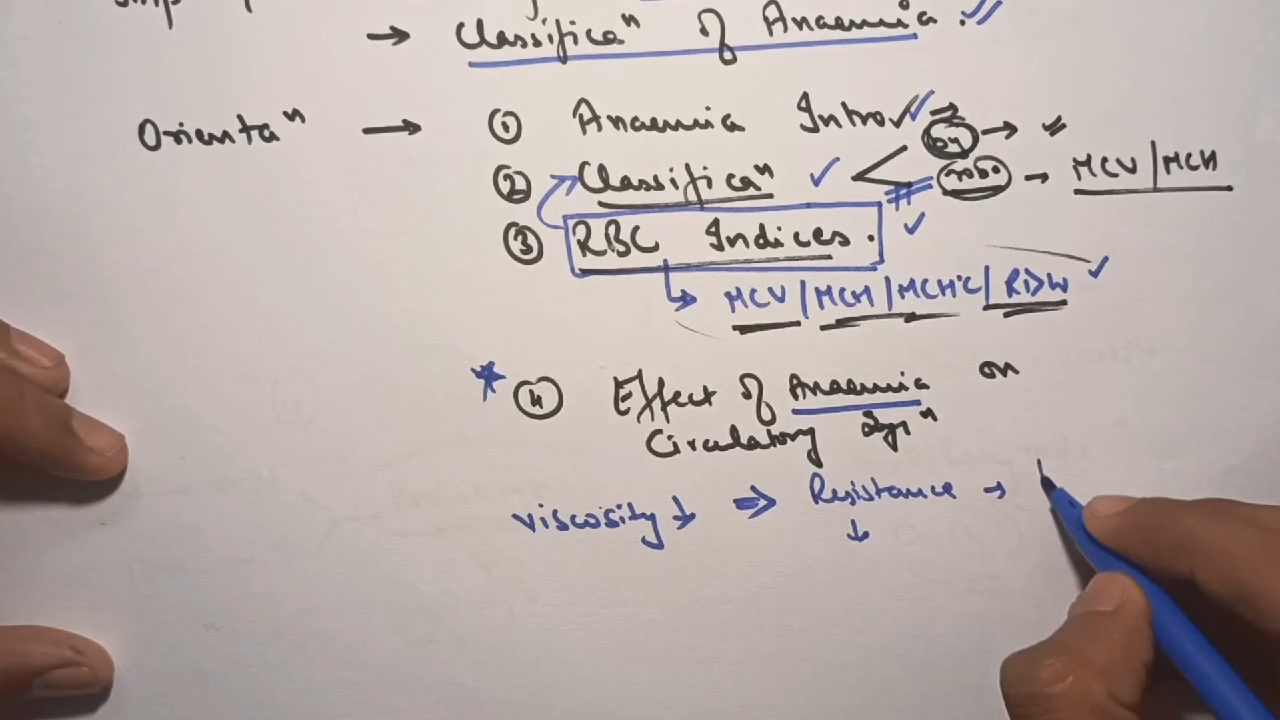 → Classificaⁿ of Anaemia.
Orientaⁿ → ① Anaemia Intro
② Classificaⁿ → MCV | MCH
③ RBC Indices.
MCV | MCH | MCHC | RDW
④ Effect of Anaemia on
Circulatory
viscosity ↓ ⇒ Resistance →
↓